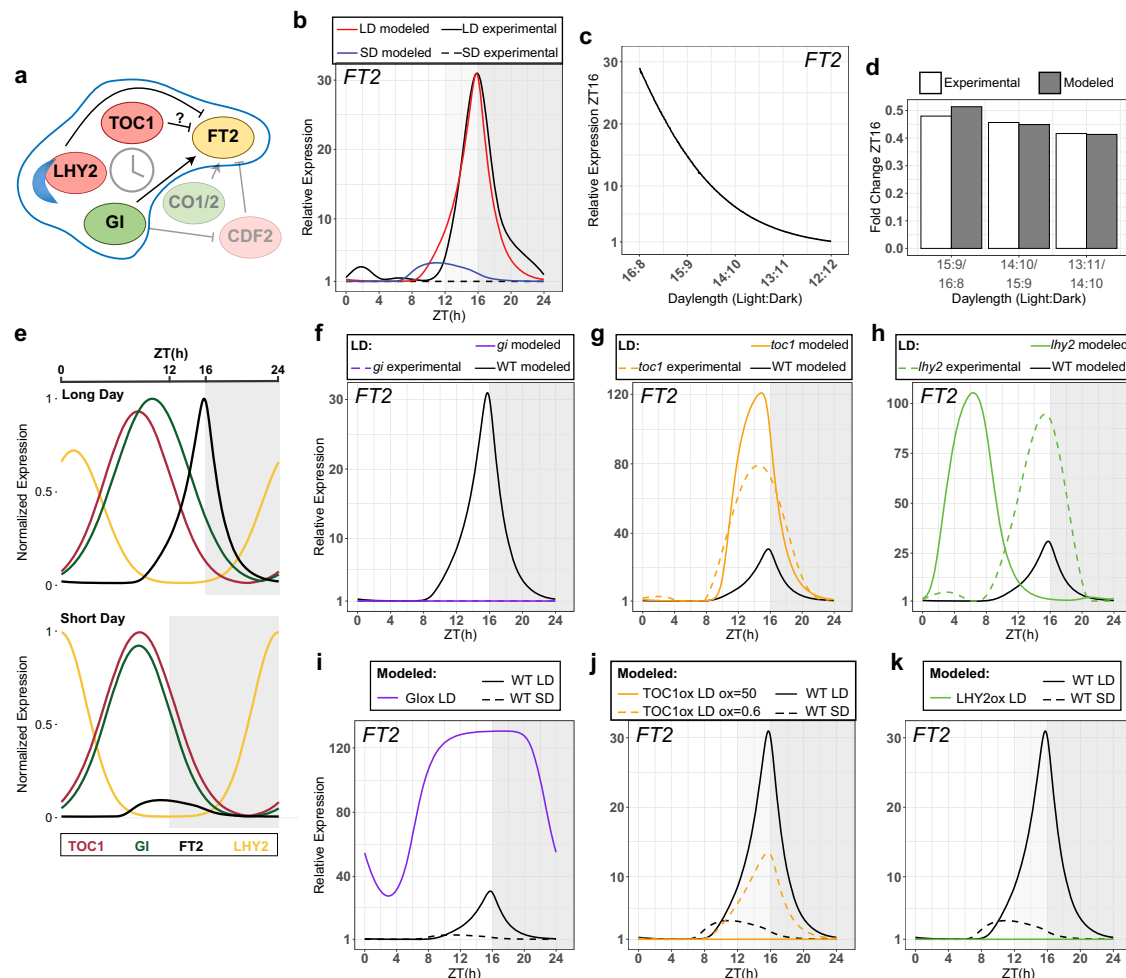 a
TOC1
?
FT2
LHY2
CO1/2
GI
CDF2
b
LD modeled
LD experimental
SD modeled
SD experimental
FT2
Relative Expression
30
20
10
1
0 4 8 12 16 20 24
ZT(h)
c
FT2
Relative Expression ZT16
30
20
10
1
16:8
15:9
14:10
13:11
12:12
Daylength (Light:Dark)
d
Experimental
Modeled
Fold Change ZT16
0.5
0.4
0.3
0.2
0.1
0.0
15:9/ 14:10/ 13:11/
16:8 15:9 14:10
Daylength (Light:Dark)
e
ZT(h)
0 12 16 24
Long Day
Normalized Expression
1
0.5
0
Short Day
Normalized Expression
1
0.5
0
TOC1 GI FT2 LHY2
f
LD: gi modeled
gi experimental WT modeled
FT2
Relative Expression
30
20
10
1
0 4 8 12 16 20 24
ZT(h)
g
LD: toc1 modeled
toc1 experimental WT modeled
FT2
120
80
40
1
0 4 8 12 16 20 24
ZT(h)
h
LD: lhy2 modeled
lhy2 experimental WT modeled
FT2
100
75
50
25
1
0 4 8 12 16 20 24
ZT(h)
i
Modeled: WT LD
GIox LD WT SD
FT2
Relative Expression
120
80
40
1
0 4 8 12 16 20 24
ZT(h)
j
Modeled:
TOC1ox LD ox=50 WT LD
TOC1ox LD ox=0.6 WT SD
FT2
30
20
10
1
0 4 8 12 16 20 24
ZT(h)
k
Modeled: WT LD
LHY2ox LD WT SD
FT2
30
20
10
1
0 4 8 12 16 20 24
ZT(h)